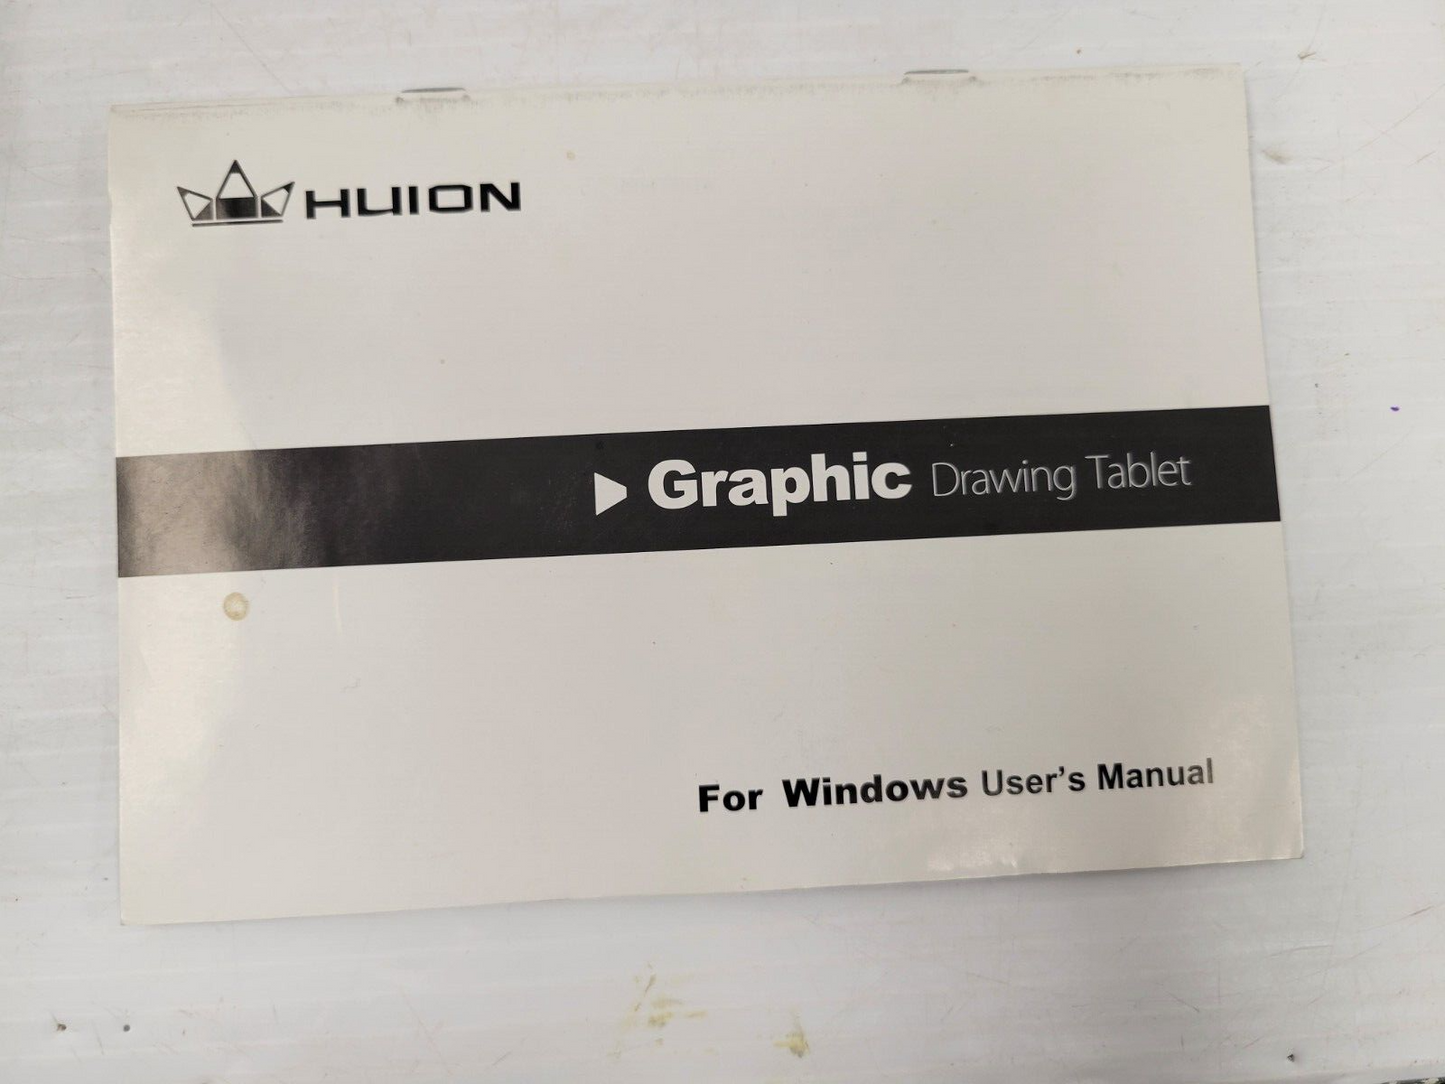 HUION
Graphic Drawing Tablet
For Windows User's Manual